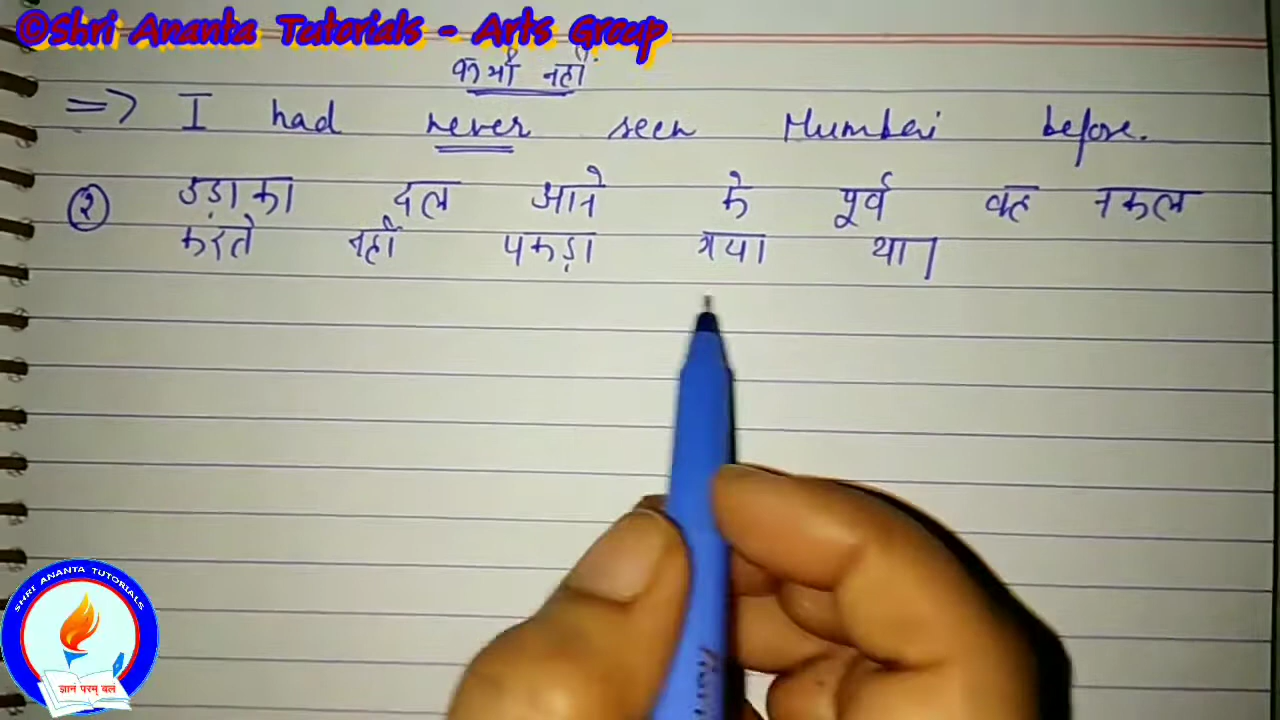 ©Shri Ananta Tutorials - Arts Group
कभी नहीं
=> I had never seen Mumbai before.
२ उड़ाका दल आने के पूर्व वह नकल
करते नहीं पकड़ा गया था।
SHRI ANANTA TUTORIALS
ज्ञानं परमं बलं